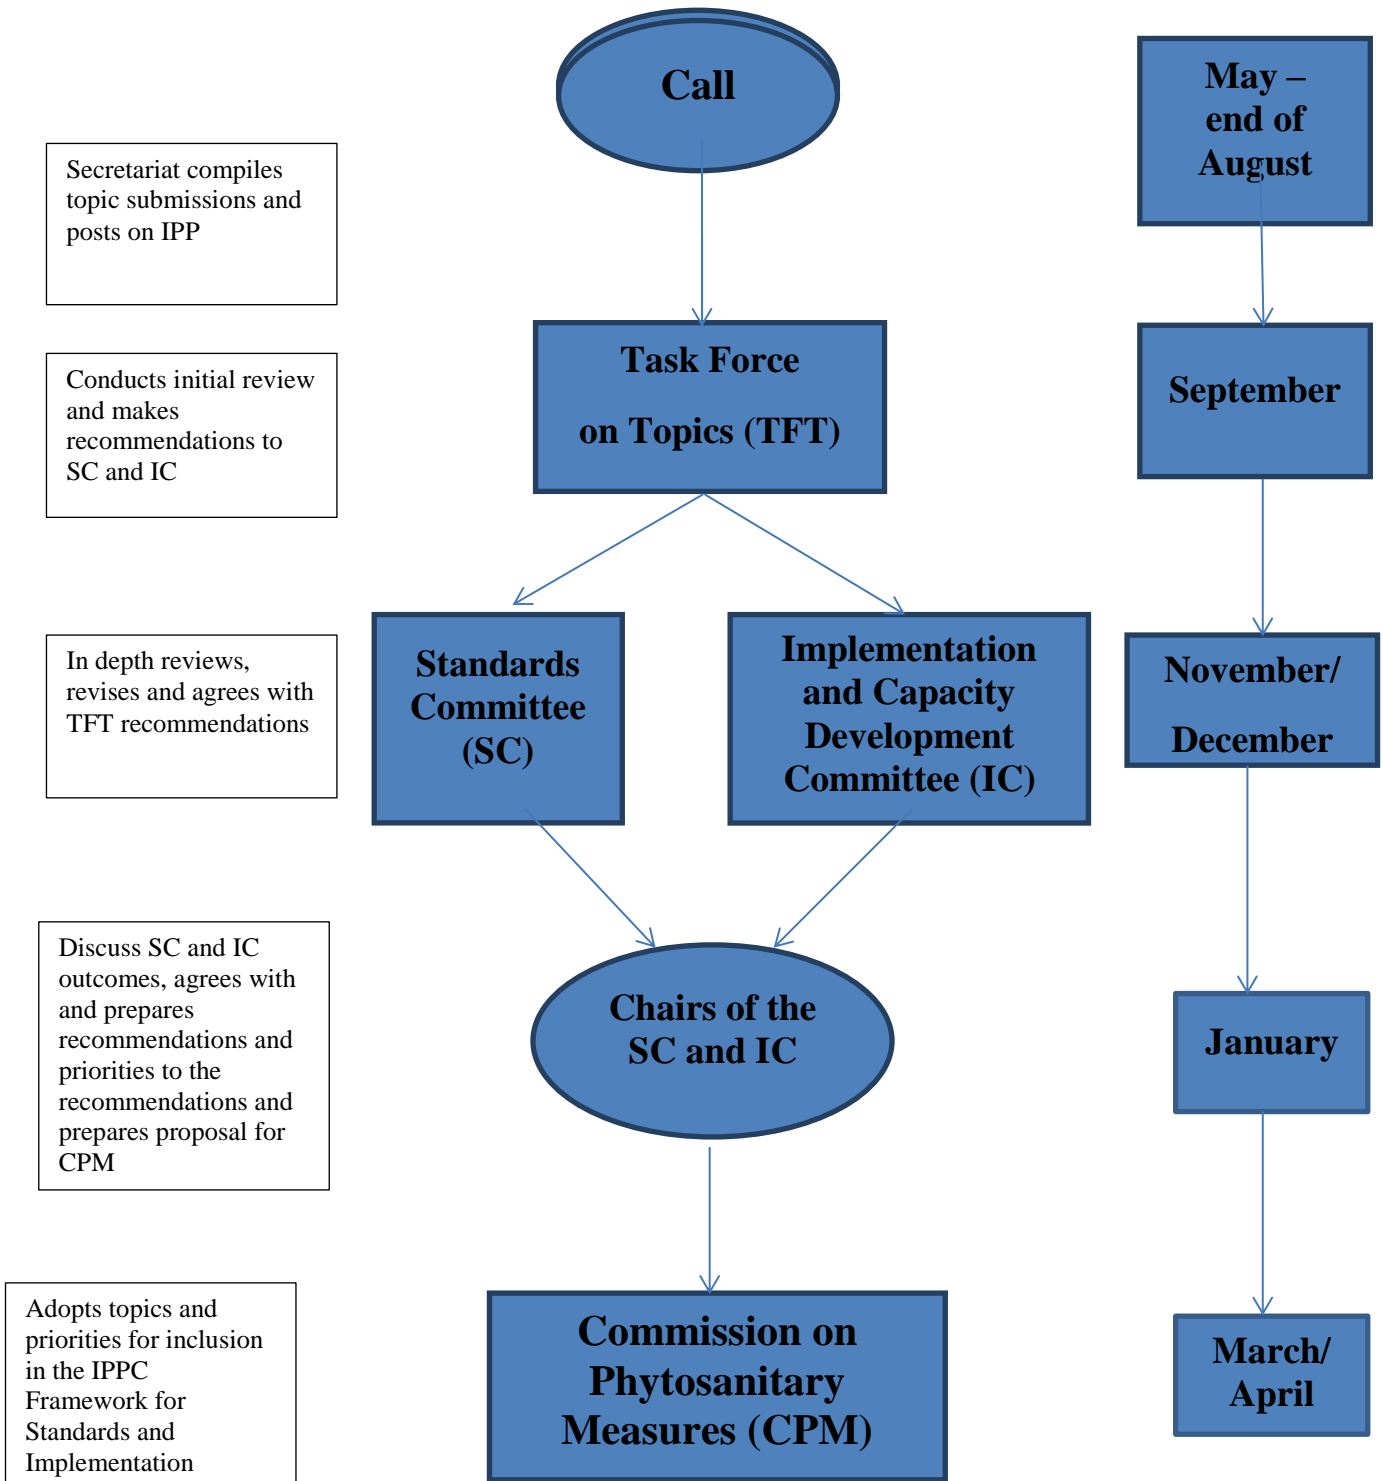 Call
May –
end of
August
Secretariat compiles
topic submissions and
posts on IPP
Task Force
on Topics (TFT)
September
Conducts initial review
and makes
recommendations to
SC and IC
Standards
Committee
(SC)
Implementation
and Capacity
Development
Committee (IC)
November/
December
In depth reviews,
revises and agrees with
TFT recommendations
Discuss SC and IC
outcomes, agrees with
and prepares
recommendations and
priorities to the
recommendations and
prepares proposal for
CPM
Chairs of the
SC and IC
January
Adopts topics and
priorities for inclusion
in the IPPC
Framework for
Standards and
Implementation
Commission on
Phytosanitary
Measures (CPM)
March/
April